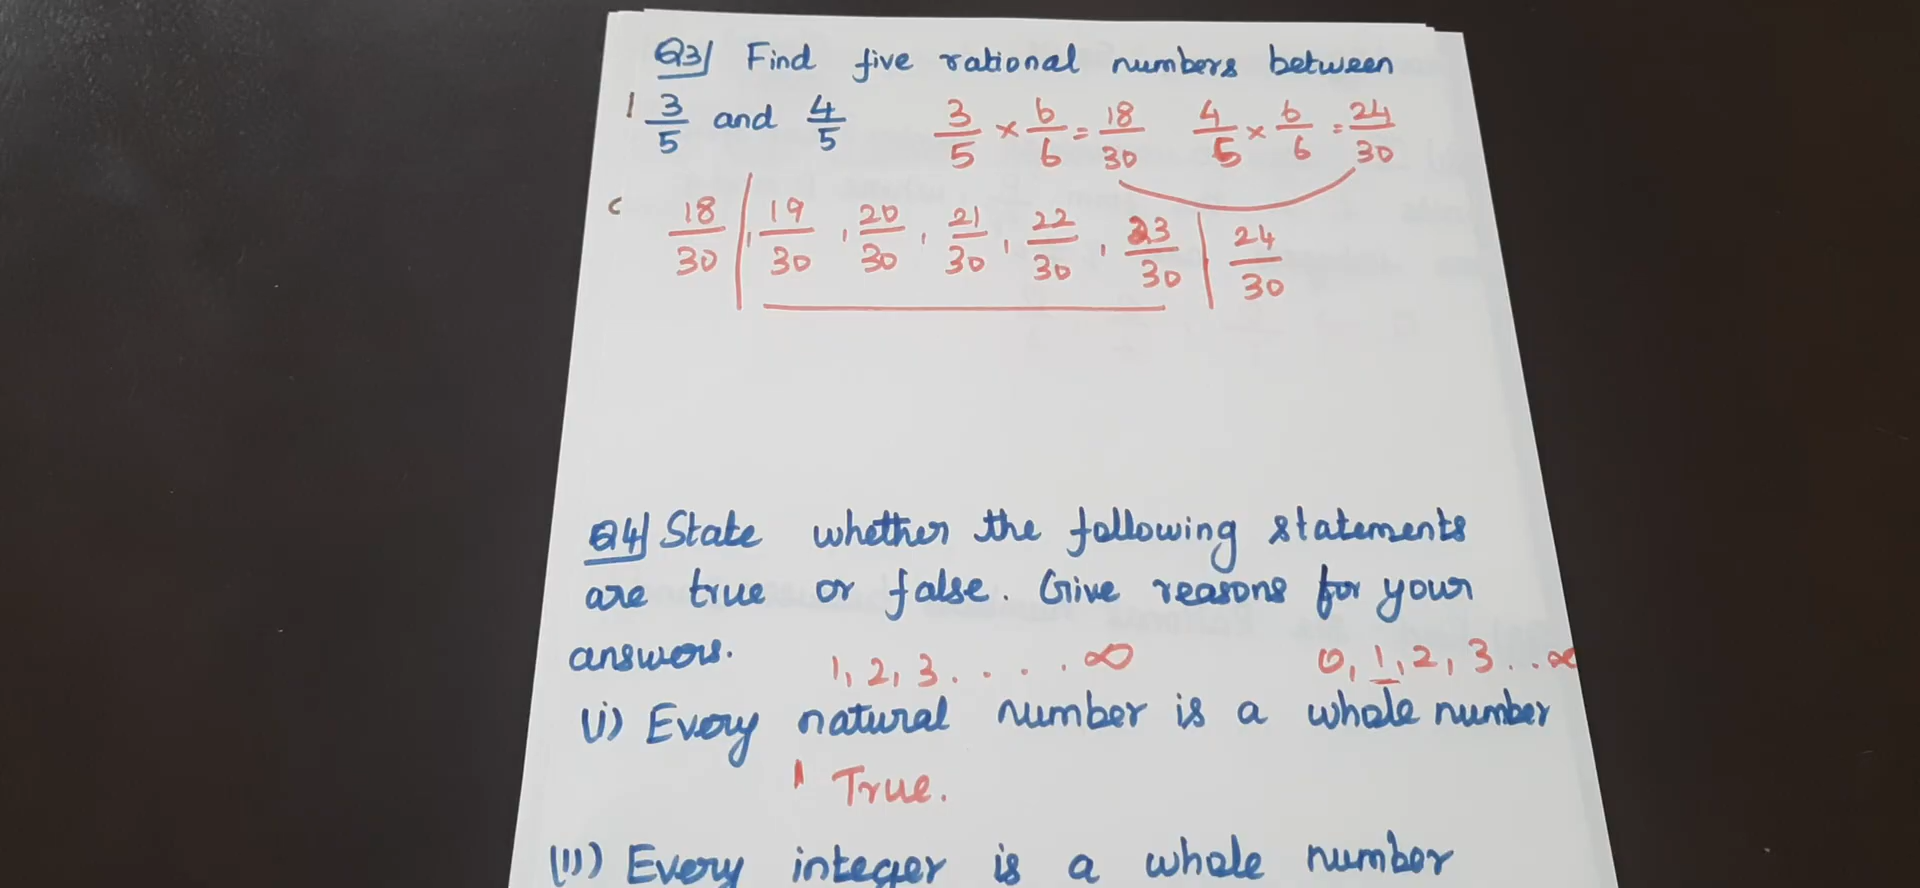 Q3) Find five rational numbers between
3/5 and 4/5 3/5 × 6/6 = 18/30 4/5 × 6/6 = 24/30
18/30 | , 19/30 , 20/30 , 21/30 , 22/30 , 23/30 | 24/30
Q4) State whether the following statements
are true or false. Give reasons for your
answers. 1, 2, 3. . . . ∞ 0, 1, 2, 3 . . ∞
(i) Every natural number is a whole number
True.
(ii) Every integer is a whole number